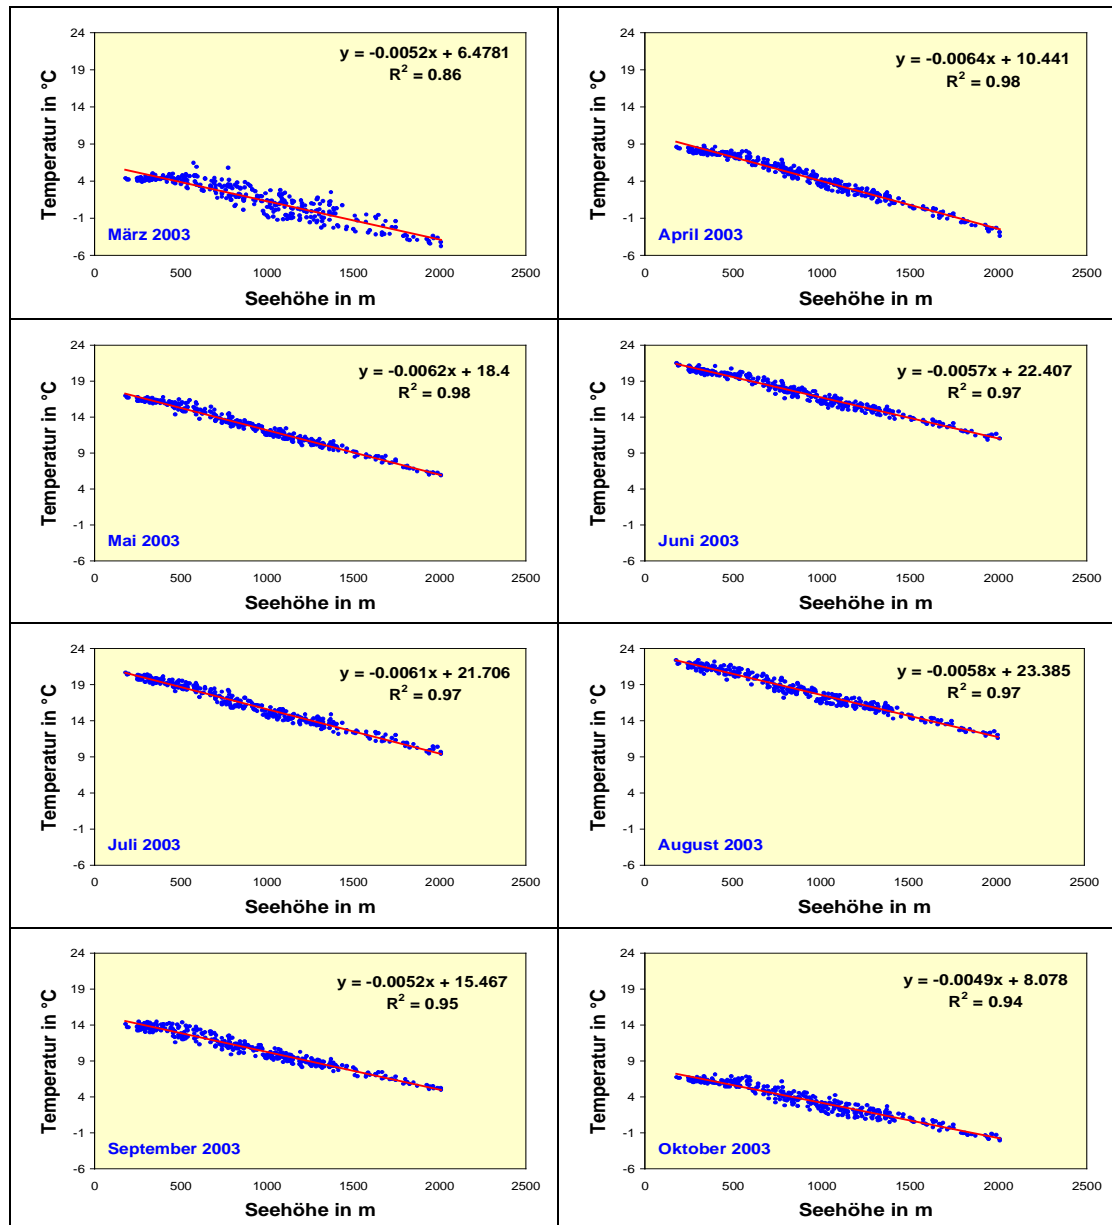 24
19
14
9
4
-1
-6
Temperatur in °C
y = -0.0052x + 6.4781
R² = 0.86
März 2003
0 500 1000 1500 2000 2500
Seehöhe in m
24
19
14
9
4
-1
-6
Temperatur in °C
y = -0.0064x + 10.441
R² = 0.98
April 2003
0 500 1000 1500 2000 2500
Seehöhe in m
24
19
14
9
4
-1
-6
Temperatur in °C
y = -0.0062x + 18.4
R² = 0.98
Mai 2003
0 500 1000 1500 2000 2500
Seehöhe in m
24
19
14
9
4
-1
-6
Temperatur in °C
y = -0.0057x + 22.407
R² = 0.97
Juni 2003
0 500 1000 1500 2000 2500
Seehöhe in m
24
19
14
9
4
-1
-6
Temperatur in °C
y = -0.0061x + 21.706
R² = 0.97
Juli 2003
0 500 1000 1500 2000 2500
Seehöhe in m
24
19
14
9
4
-1
-6
Temperatur in °C
y = -0.0058x + 23.385
R² = 0.97
August 2003
0 500 1000 1500 2000 2500
Seehöhe in m
24
19
14
9
4
-1
-6
Temperatur in °C
y = -0.0052x + 15.467
R² = 0.95
September 2003
0 500 1000 1500 2000 2500
Seehöhe in m
24
19
14
9
4
-1
-6
Temperatur in °C
y = -0.0049x + 8.078
R² = 0.94
Oktober 2003
0 500 1000 1500 2000 2500
Seehöhe in m